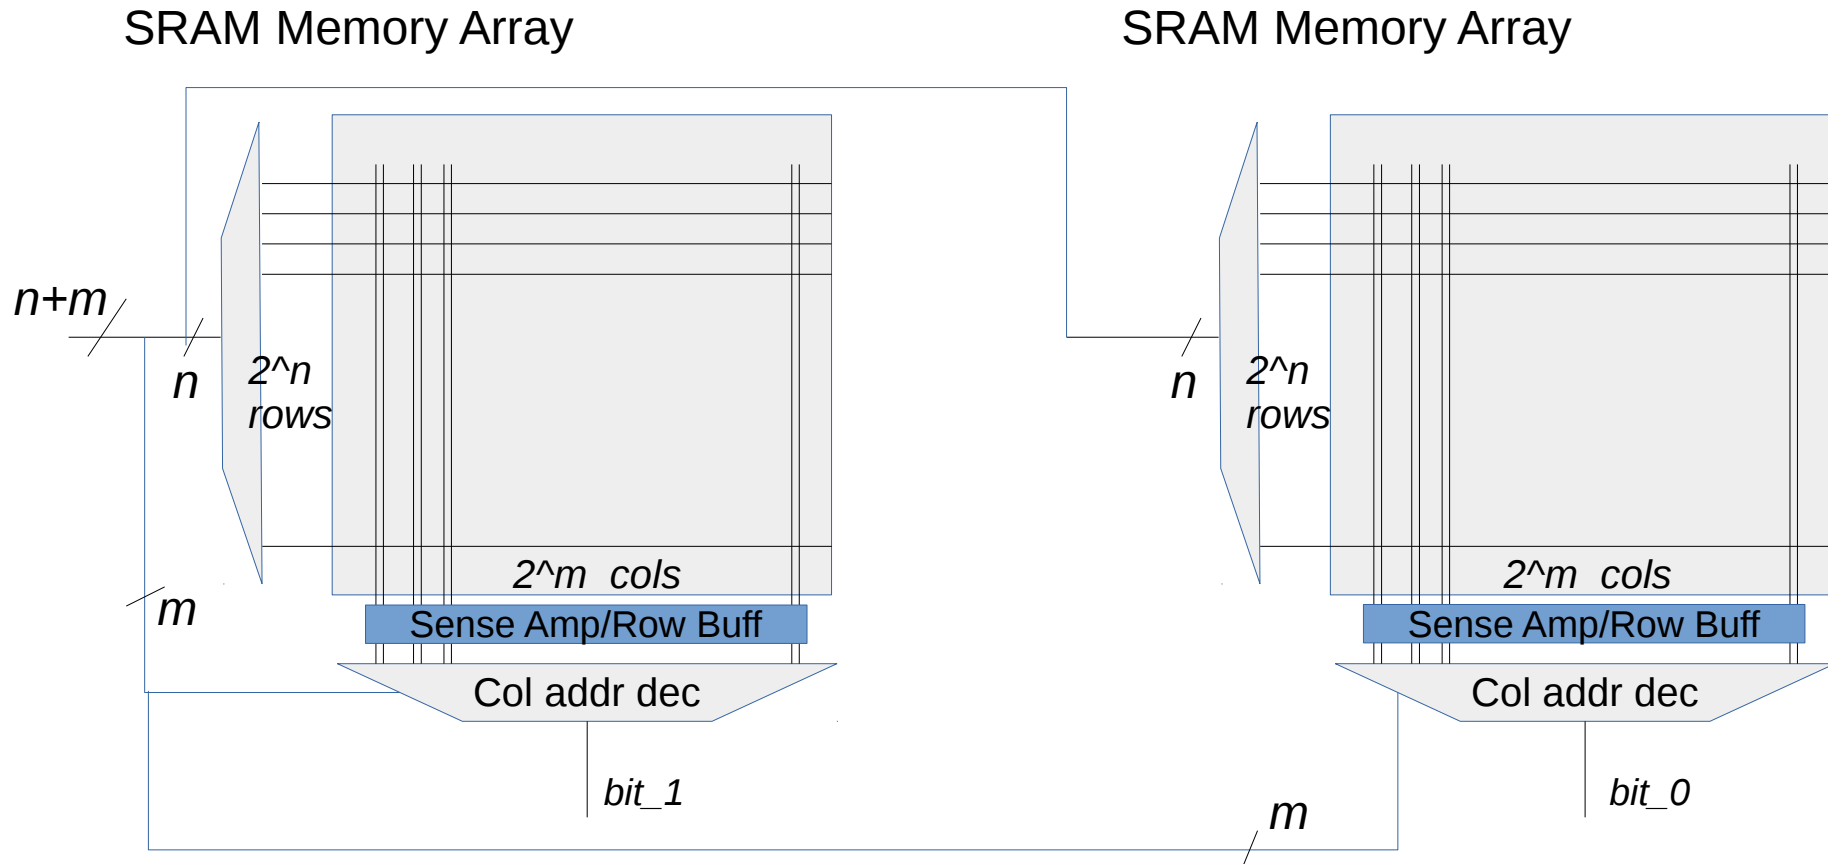 SRAM Memory Array
SRAM Memory Array
n+m
n
2^n
rows
n
2^n
rows
2^m cols
2^m cols
m
Sense Amp/Row Buff
Sense Amp/Row Buff
Col addr dec
Col addr dec
bit_1
bit_0
m